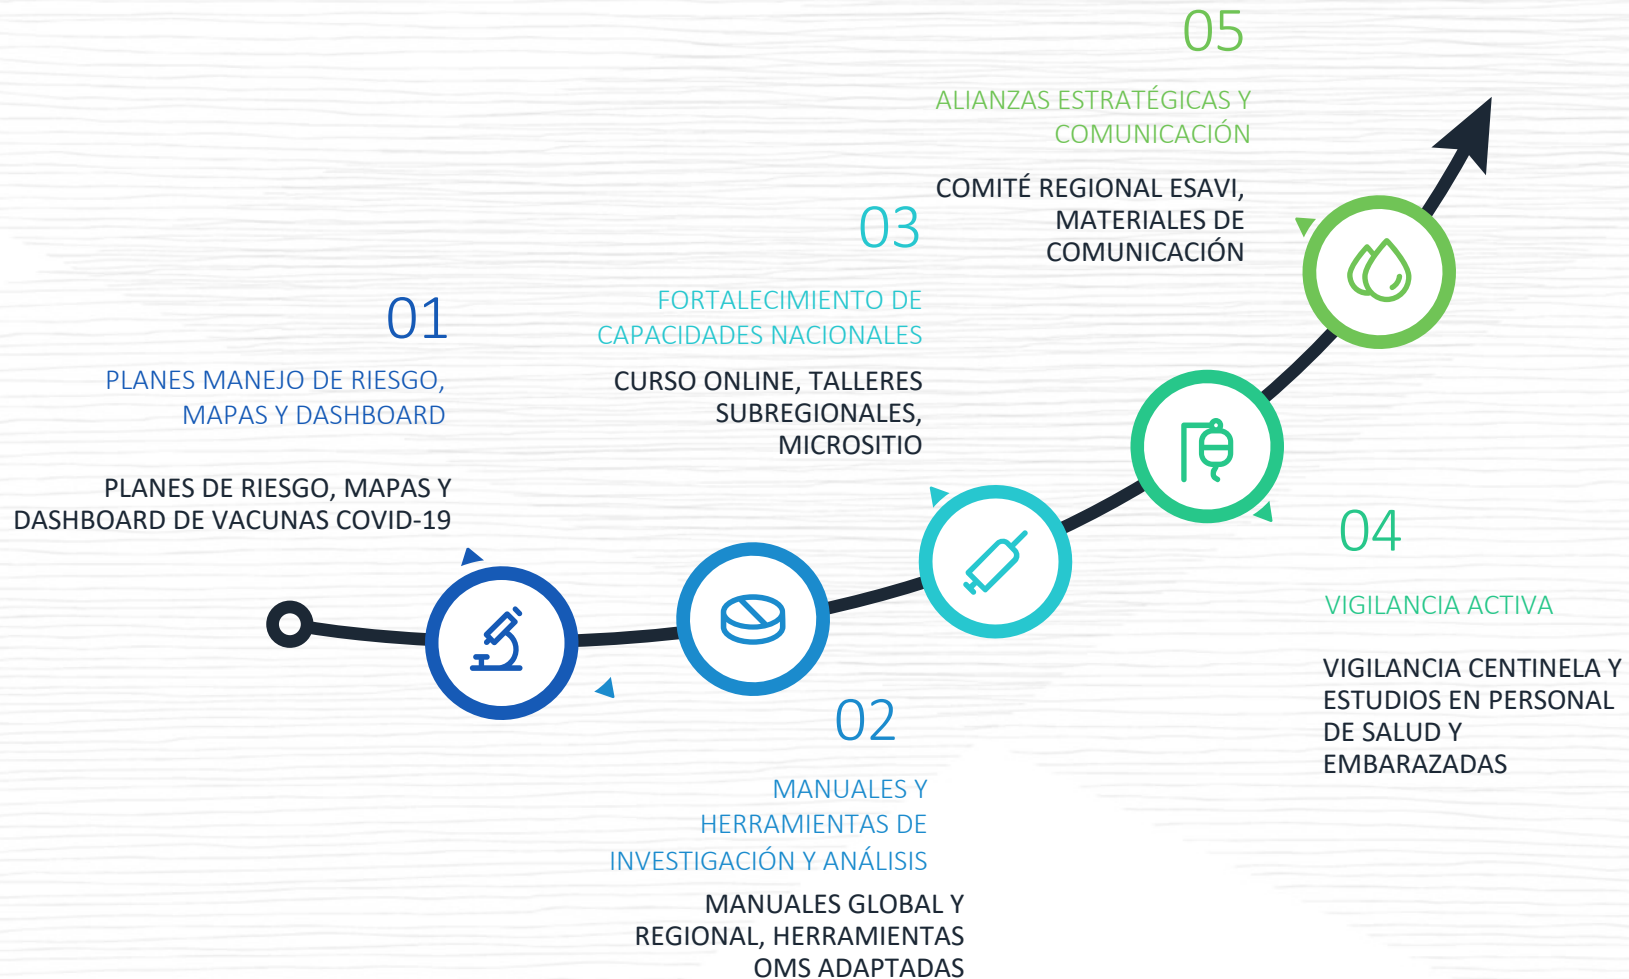 01
PLANES MANEJO DE RIESGO,
MAPAS Y DASHBOARD
PLANES DE RIESGO, MAPAS Y
DASHBOARD DE VACUNAS COVID-19
02
MANUALES Y
HERRAMIENTAS DE
INVESTIGACIÓN Y ANÁLISIS
MANUALES GLOBAL Y
REGIONAL, HERRAMIENTAS
OMS ADAPTADAS
03
FORTALECIMIENTO DE
CAPACIDADES NACIONALES
CURSO ONLINE, TALLERES
SUBREGIONALES,
MICROSITIO
04
VIGILANCIA ACTIVA
VIGILANCIA CENTINELA Y
ESTUDIOS EN PERSONAL
DE SALUD Y
EMBARAZADAS
05
ALIANZAS ESTRATÉGICAS Y
COMUNICACIÓN
COMITÉ REGIONAL ESAVI,
MATERIALES DE
COMUNICACIÓN